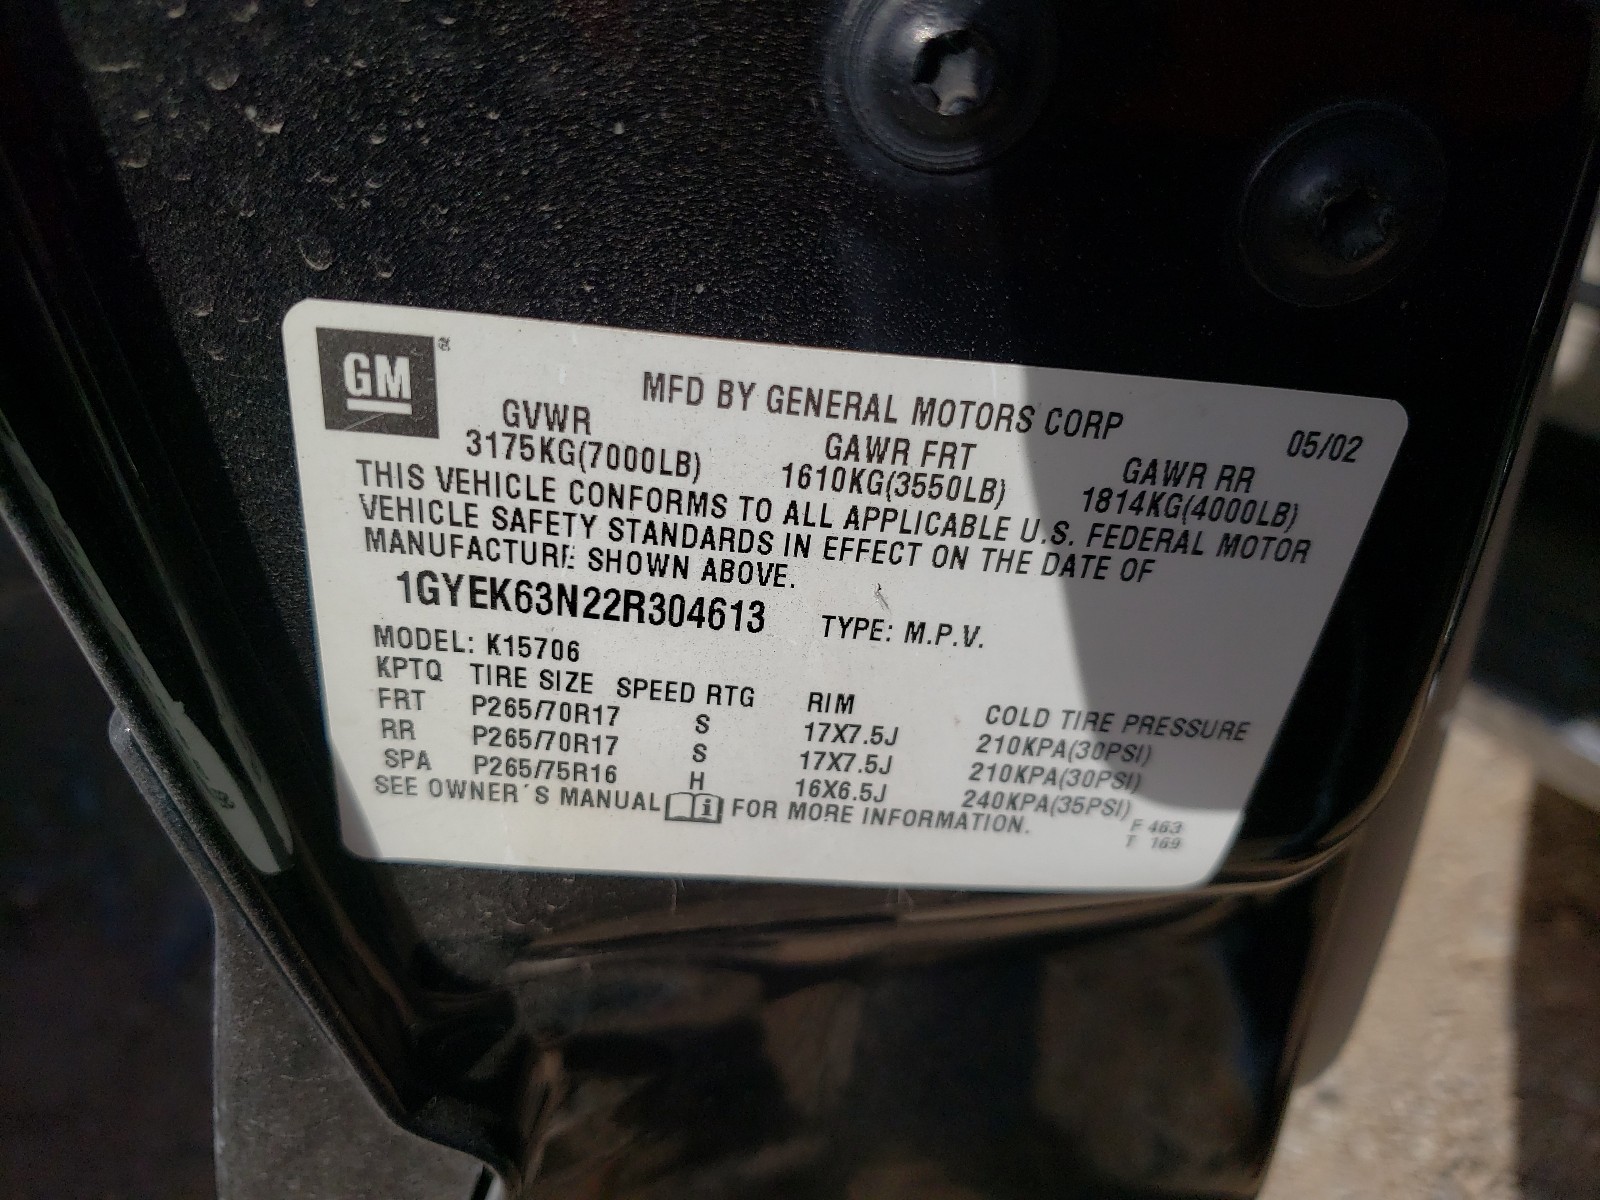 GM
MFD BY GENERAL MOTORS CORP 05/02
GVWR GAWR FRT GAWR RR
3175KG(7000LB) 1610KG(3550LB) 1814KG(4000LB)
THIS VEHICLE CONFORMS TO ALL APPLICABLE U.S. FEDERAL MOTOR
VEHICLE SAFETY STANDARDS IN EFFECT ON THE DATE OF
MANUFACTURE SHOWN ABOVE.
1GYEK63N22R304613 TYPE: M.P.V.
MODEL: K15706
KPTQ TIRE SIZE SPEED RTG RIM COLD TIRE PRESSURE
FRT P265/70R17 S 17X7.5J 210KPA(30PSI)
RR P265/70R17 S 17X7.5J 210KPA(30PSI)
SPA P265/75R16 H 16X6.5J 240KPA(35PSI)
SEE OWNER´S MANUAL i FOR MORE INFORMATION.
F 463
T 169